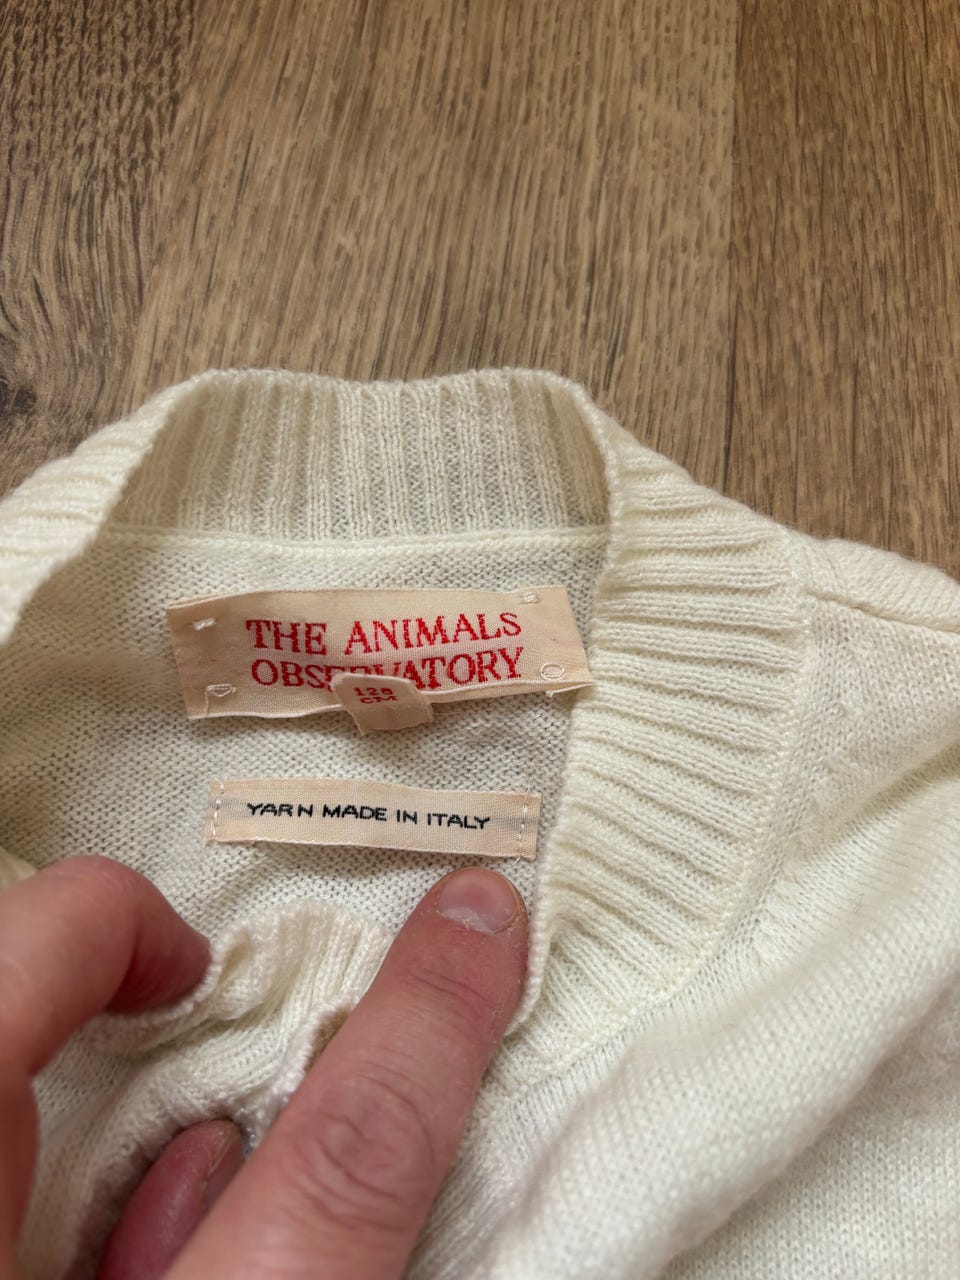 THE ANIMALS
OBSERVATORY
128
CM
YARN MADE IN ITALY